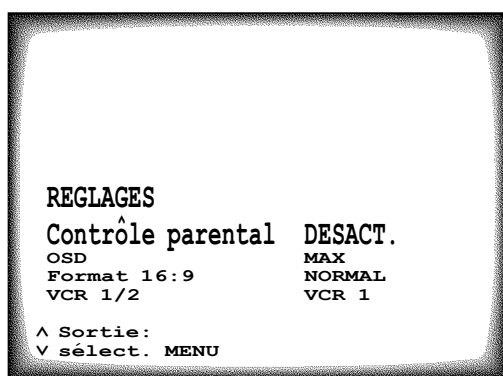 REGLAGES
Contrôle parental DESACT.
OSD MAX
Format 16:9 NORMAL
VCR 1/2 VCR 1
∧ Sortie:
∨ sélect. MENU